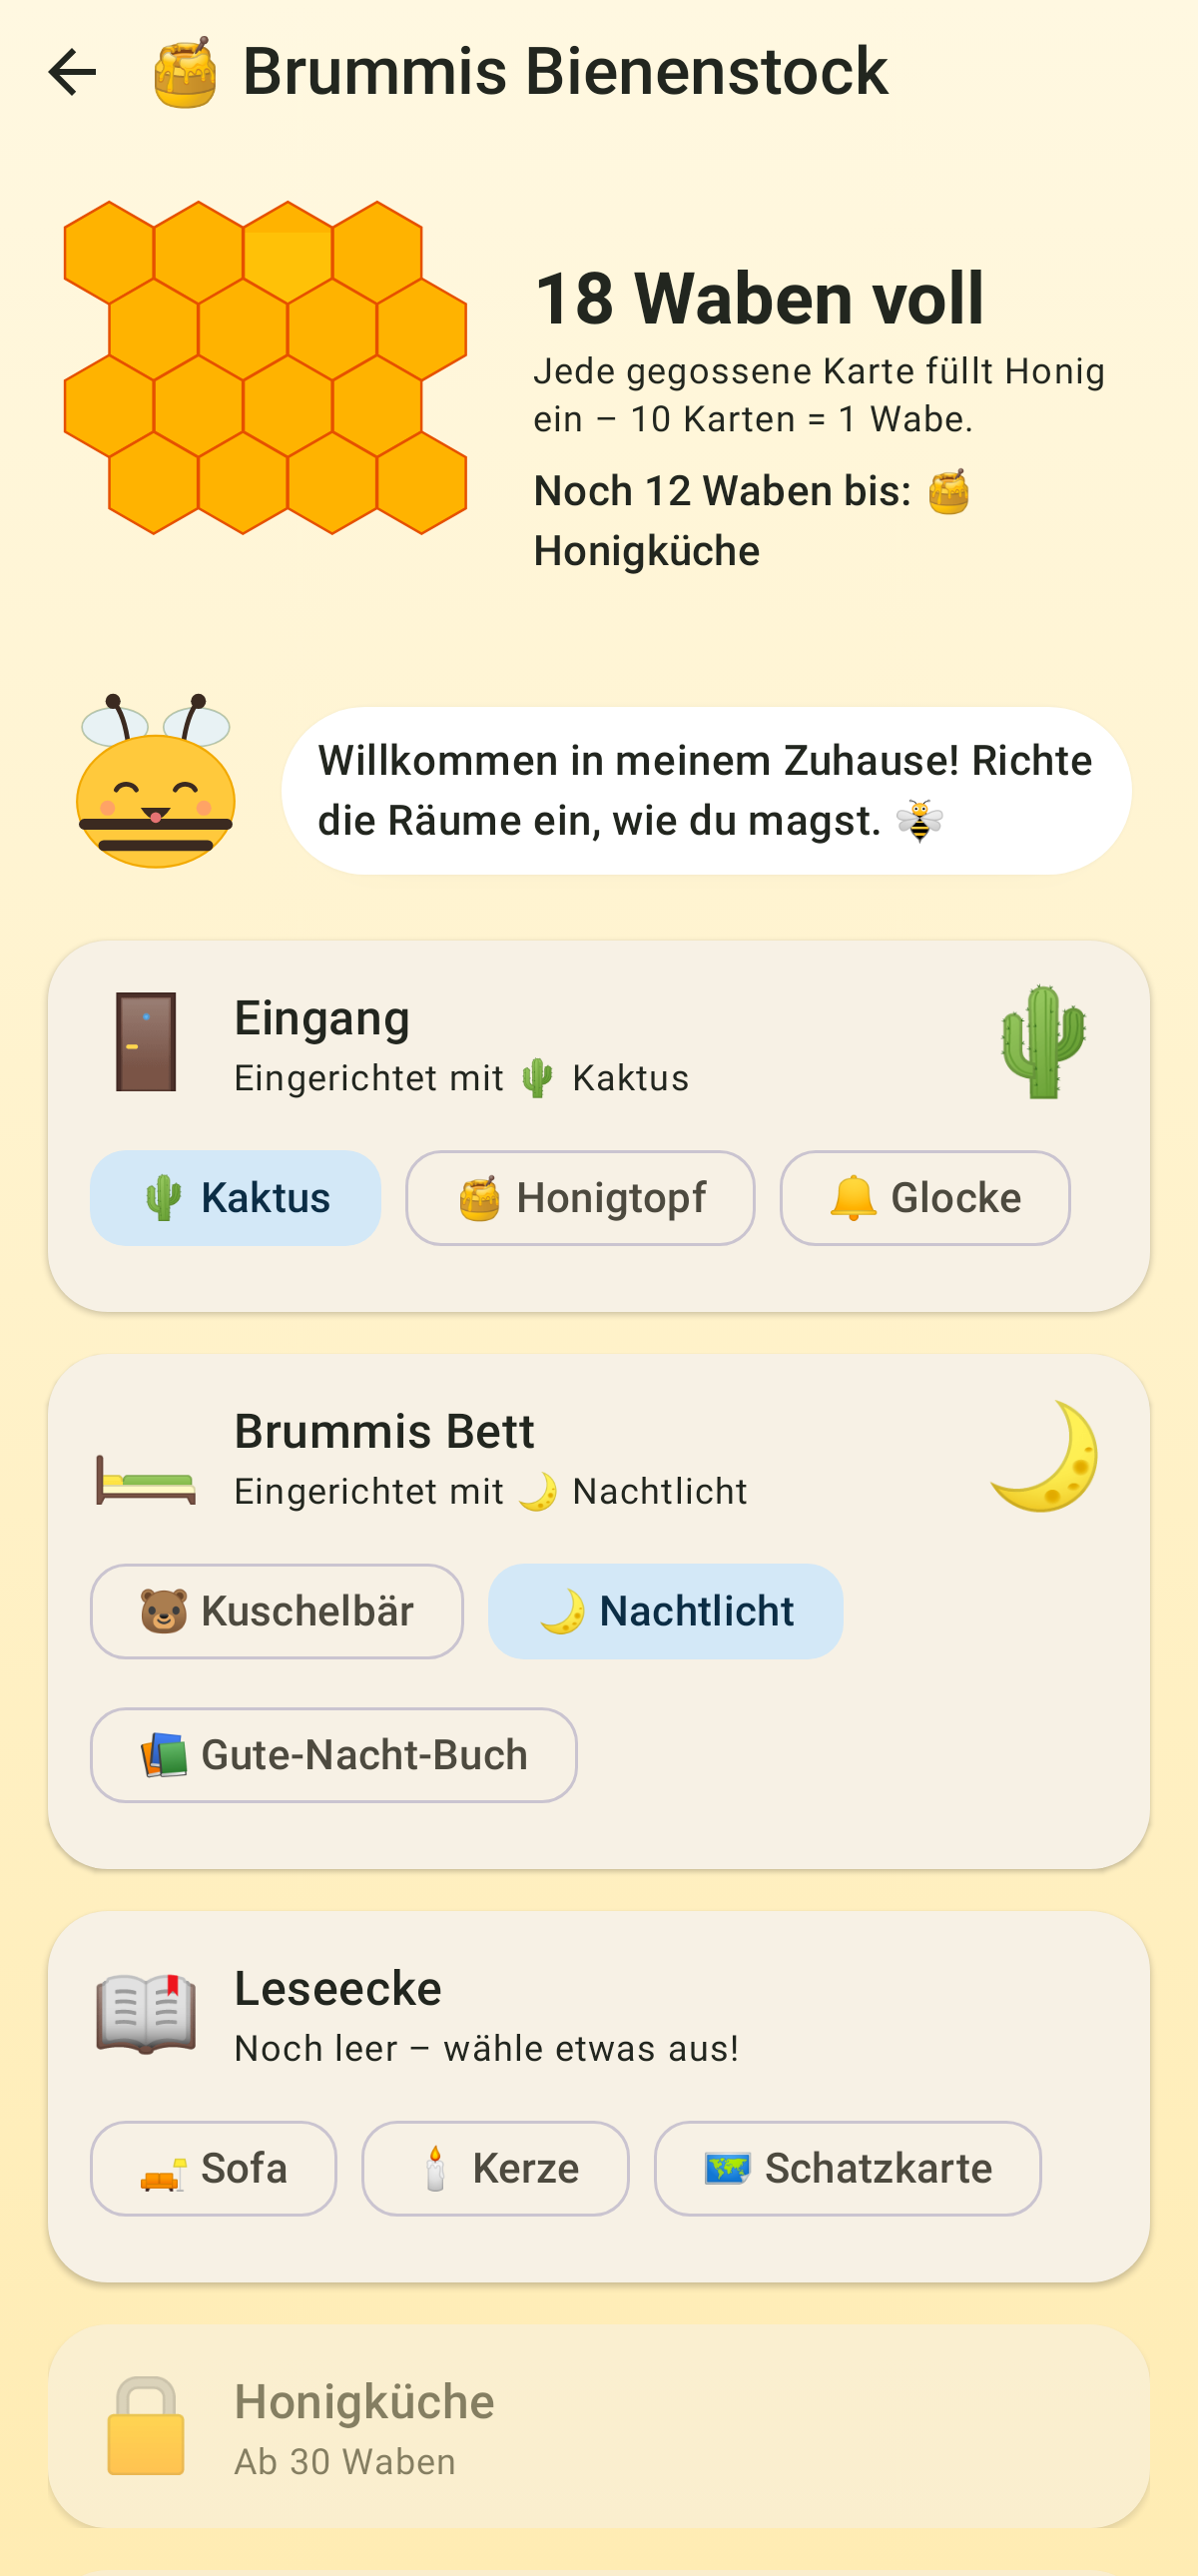 Brummis Bienenstock
18 Waben voll
Jede gegossene Karte füllt Honig
ein – 10 Karten = 1 Wabe.
Noch 12 Waben bis: 🍯
Honigküche
Willkommen in meinem Zuhause! Richte
die Räume ein, wie du magst. 🐝
Eingang
Eingerichtet mit 🌵 Kaktus
🌵 Kaktus
🍯 Honigtopf
🔔 Glocke
Brummis Bett
Eingerichtet mit 🌙 Nachtlicht
🐻 Kuschelbär
🌙 Nachtlicht
📚 Gute-Nacht-Buch
Leseecke
Noch leer – wähle etwas aus!
🛋️ Sofa
🕯️ Kerze
🗺️ Schatzkarte
Honigküche
Ab 30 Waben